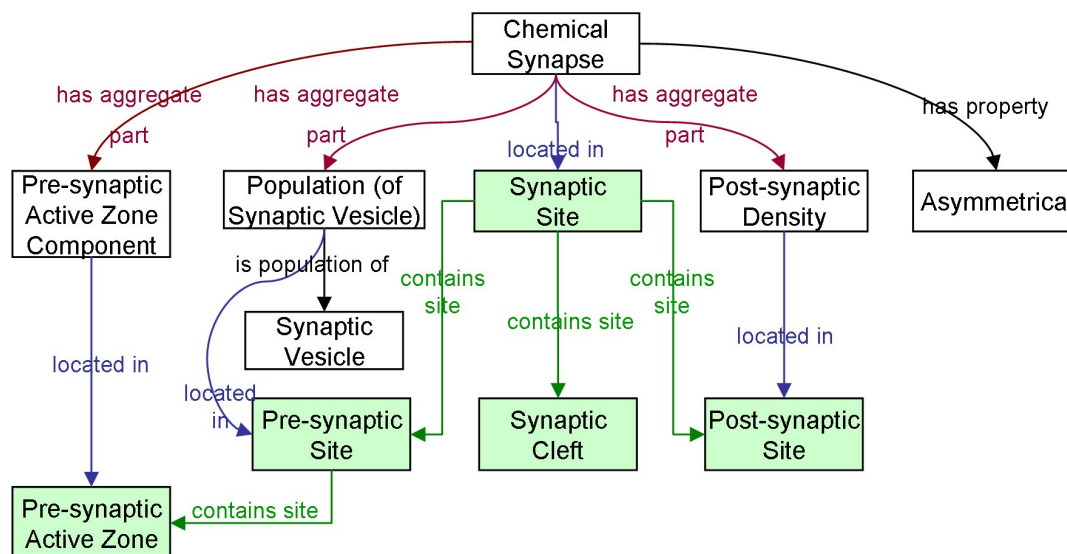 Chemical
Synapse
has aggregate
part
has aggregate
part
located in
has aggregate
part
has property
Pre-synaptic
Active Zone
Component
Population (of
Synaptic Vesicle)
Synaptic
Site
Post-synaptic
Density
Asymmetrical
is population of
contains
site
contains
site
contains site
Synaptic
Vesicle
located in
located in
located
in
Pre-synaptic
Site
Synaptic
Cleft
Post-synaptic
Site
Pre-synaptic
Active Zone
contains site